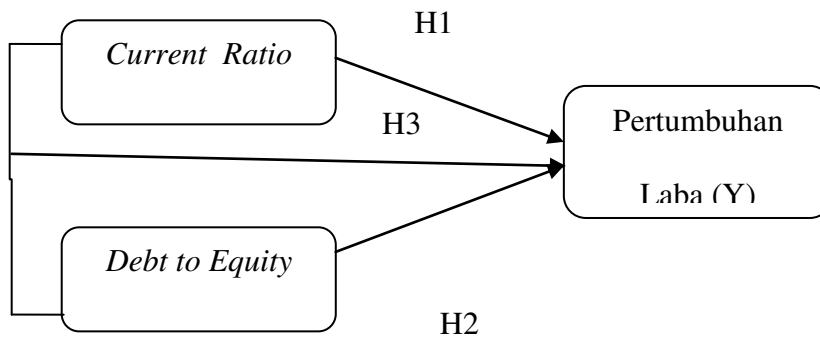 H1
Current Ratio
H3
Pertumbuhan
Laba (Y)
Debt to Equity
H2